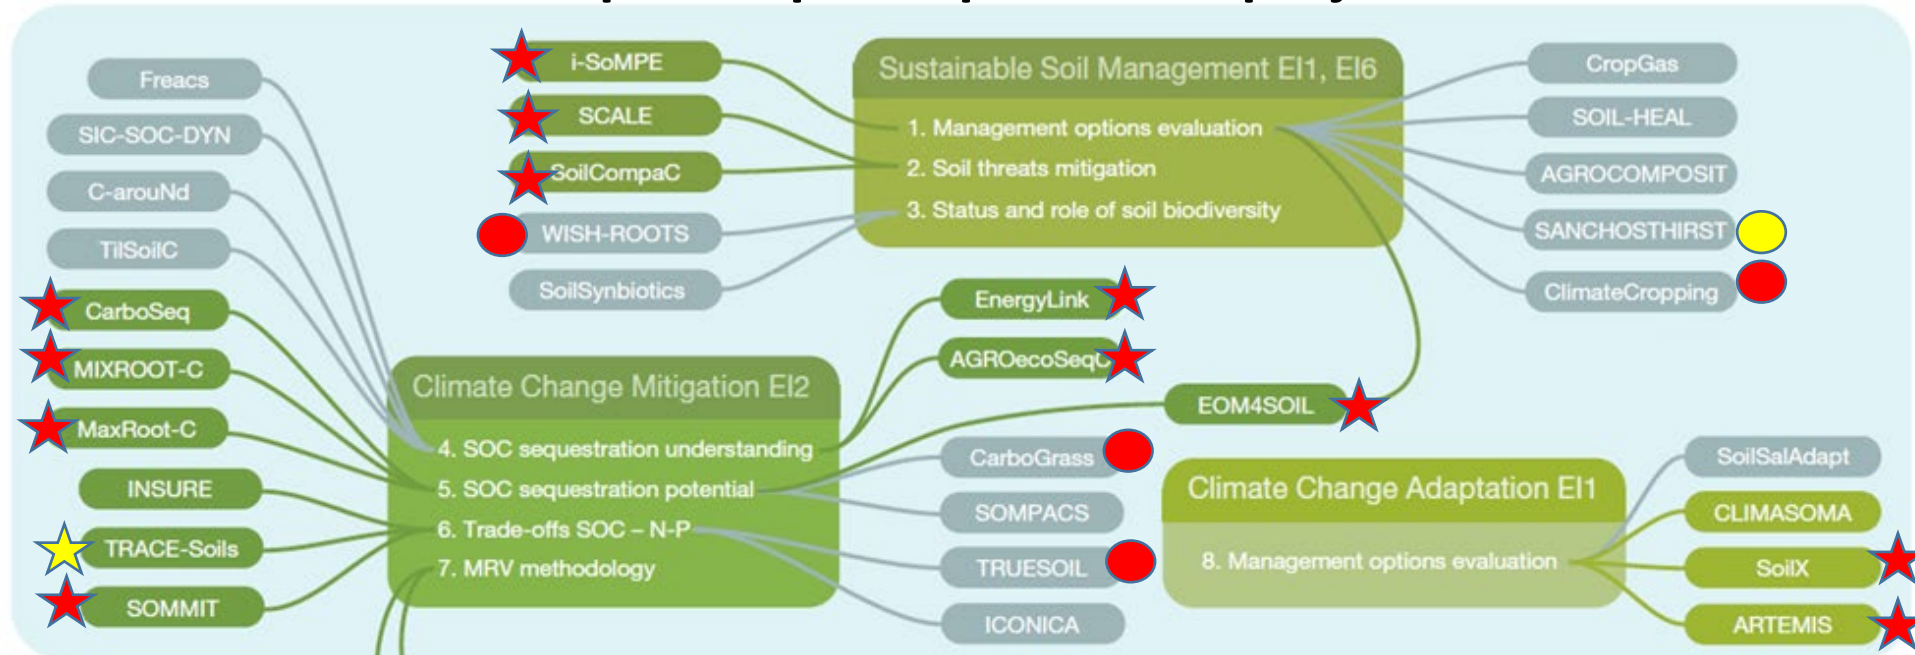 Freacs
SIC-SOC-DYN
C-arouNd
TilSoilC
CarboSeq
MIXROOT-C
MaxRoot-C
INSURE
TRACE-Soils
SOMMIT
i-SoMPE
SCALE
SoilCompaC
WISH-ROOTS
SoilSynbiotics
Sustainable Soil Management EI1, EI6
1. Management options evaluation
2. Soil threats mitigation
3. Status and role of soil biodiversity
CropGas
SOIL-HEAL
AGROCOMPOSIT
SANCHOSTHIRST
ClimateCropping
Climate Change Mitigation EI2
4. SOC sequestration understanding
5. SOC sequestration potential
6. Trade-offs SOC – N-P
7. MRV methodology
EnergyLink
AGROecoSeqC
EOM4SOIL
CarboGrass
SOMPACS
TRUESOIL
ICONICA
Climate Change Adaptation EI1
8. Management options evaluation
SoilSalAdapt
CLIMASOMA
SoilX
ARTEMIS